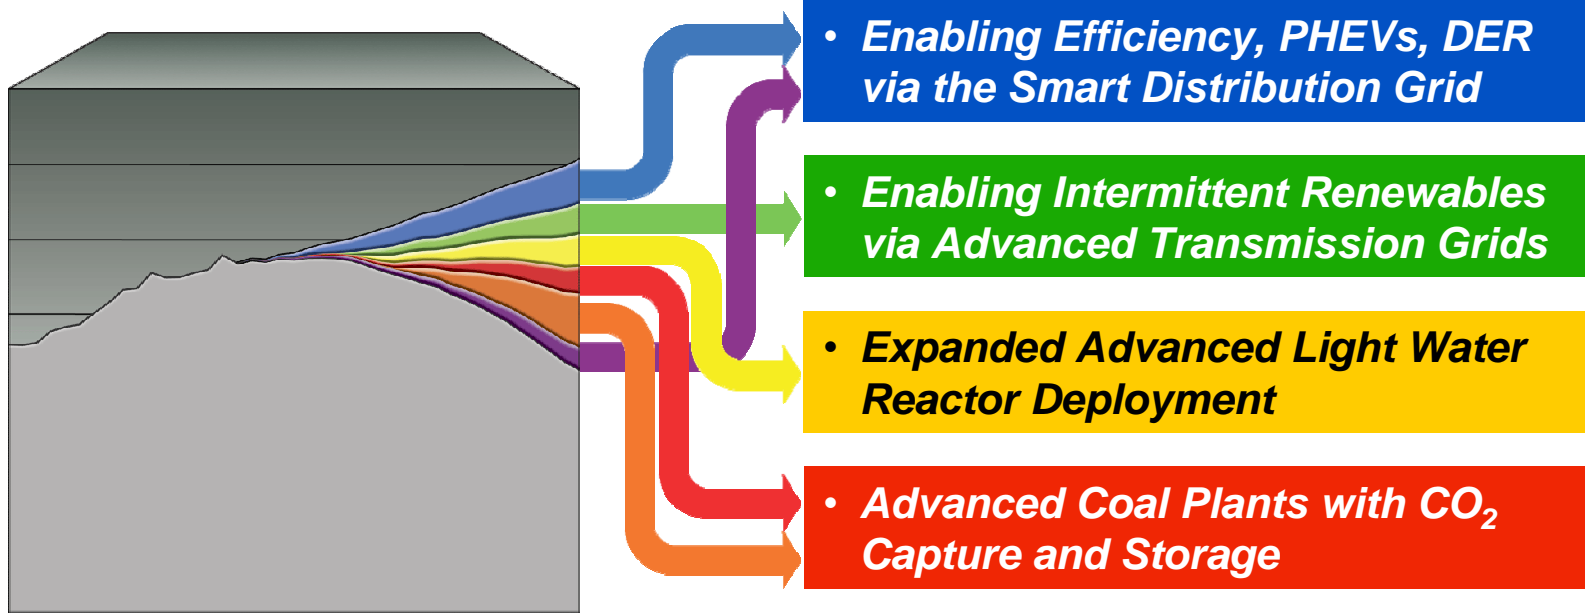 • Enabling Efficiency, PHEVs, DER
via the Smart Distribution Grid
• Enabling Intermittent Renewables
via Advanced Transmission Grids
• Expanded Advanced Light Water
Reactor Deployment
• Advanced Coal Plants with CO₂
Capture and Storage